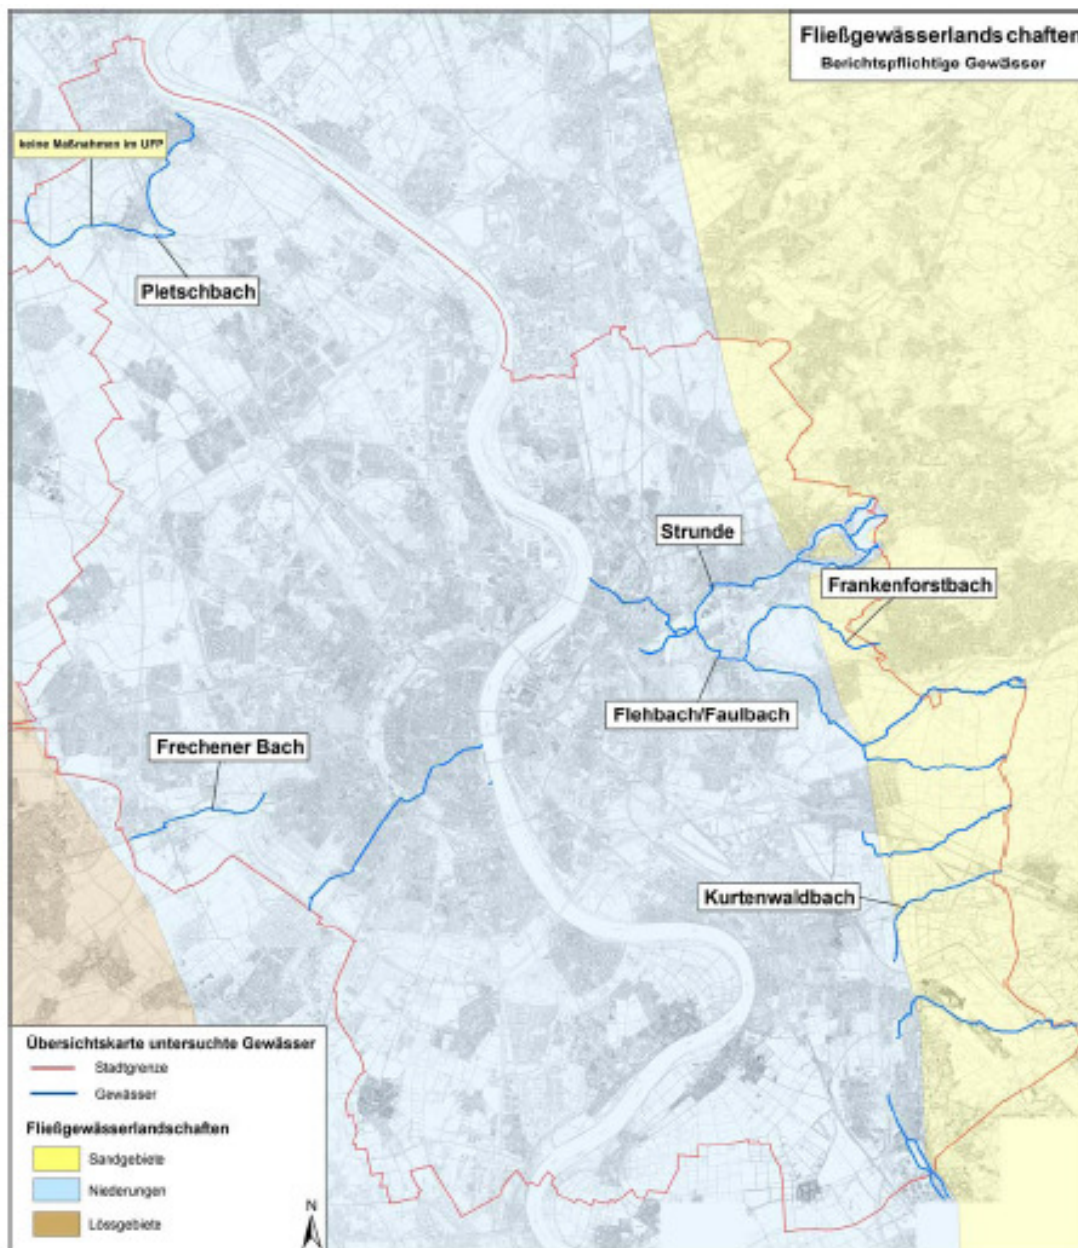 Fließgewässerlandschaften
Berichtspflichtige Gewässer
keine Maßnahmen im UFP
Pletschbach
Strunde
Frankenforstbach
Flehbach/Faulbach
Frechener Bach
Kurtenwaldbach
Übersichtskarte untersuchte Gewässer
Stadtgrenze
Gewässer
Fließgewässerlandschaften
Sandgebiete
Niederungen
Lössgebiete
N